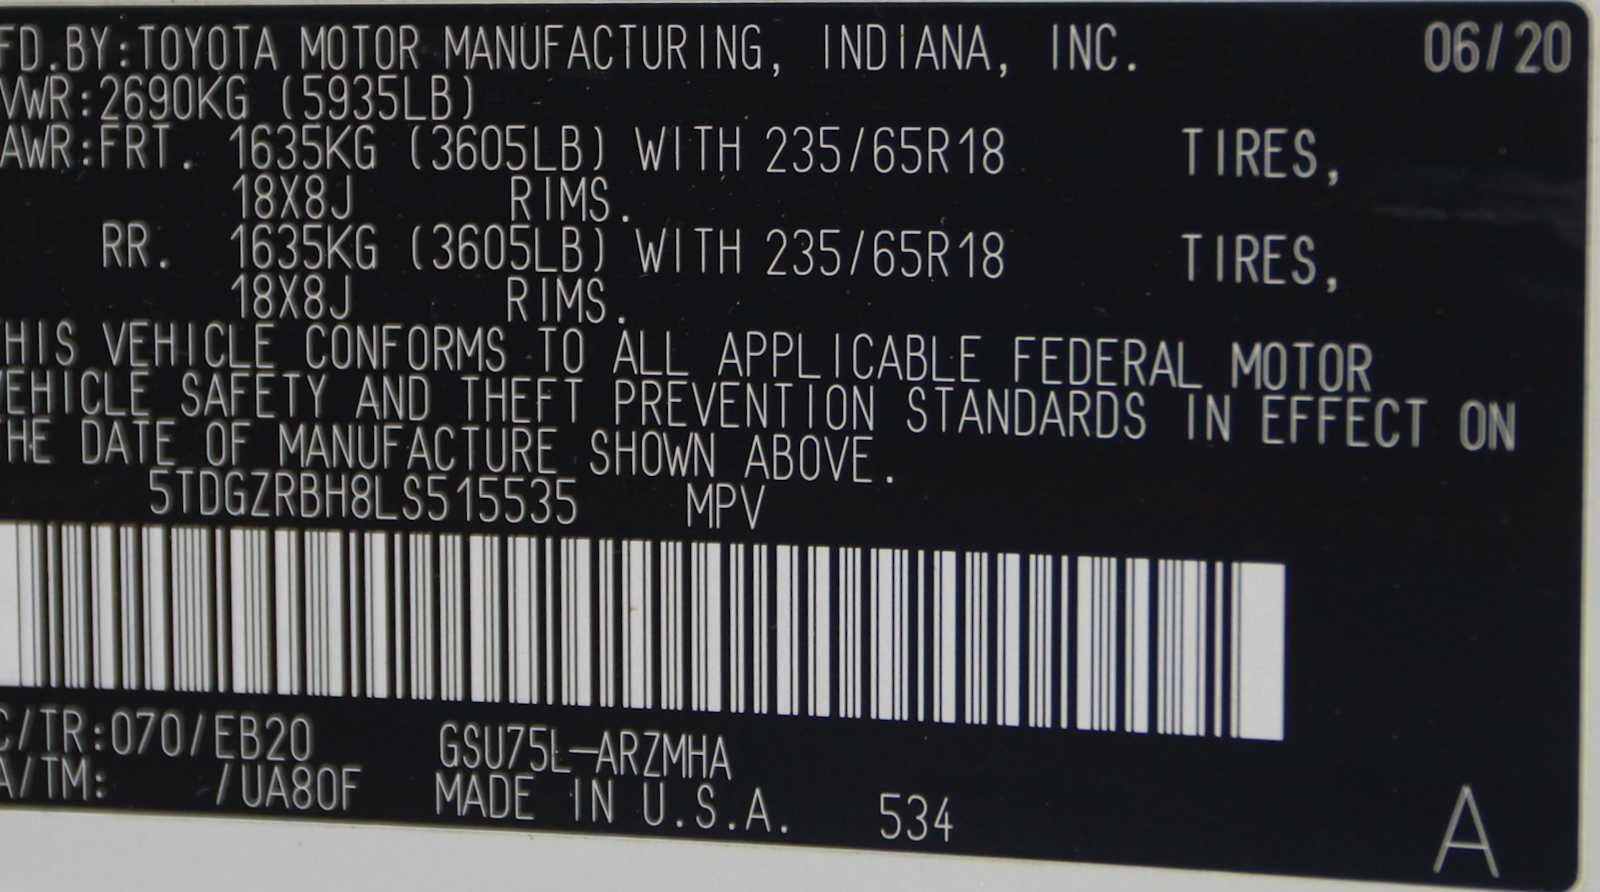 FD.BY:TOYOTA MOTOR MANUFACTURING, INDIANA, INC. 06/20
VWR:2690KG (5935LB)
AWR:FRT. 1635KG (3605LB) WITH 235/65R18 TIRES,
18X8J RIMS.
RR. 1635KG (3605LB) WITH 235/65R18 TIRES,
18X8J RIMS.
HIS VEHICLE CONFORMS TO ALL APPLICABLE FEDERAL MOTOR
VEHICLE SAFETY AND THEFT PREVENTION STANDARDS IN EFFECT ON
THE DATE OF MANUFACTURE SHOWN ABOVE.
5TDGZRBH8LS515535 MPV
C/TR:070/EB20 GSU75L-ARZMHA
A/TM: /UA80F MADE IN U.S.A. 534
A